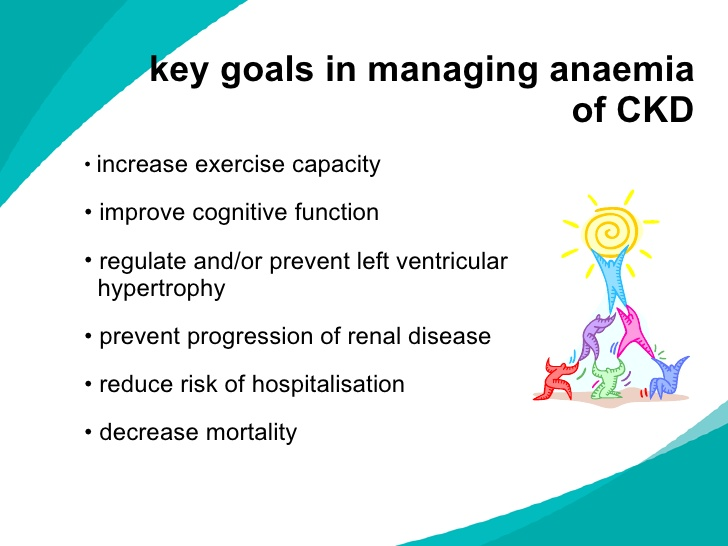 key goals in managing anaemia
of CKD
• increase exercise capacity
• improve cognitive function
• regulate and/or prevent left ventricular
hypertrophy
• prevent progression of renal disease
• reduce risk of hospitalisation
• decrease mortality